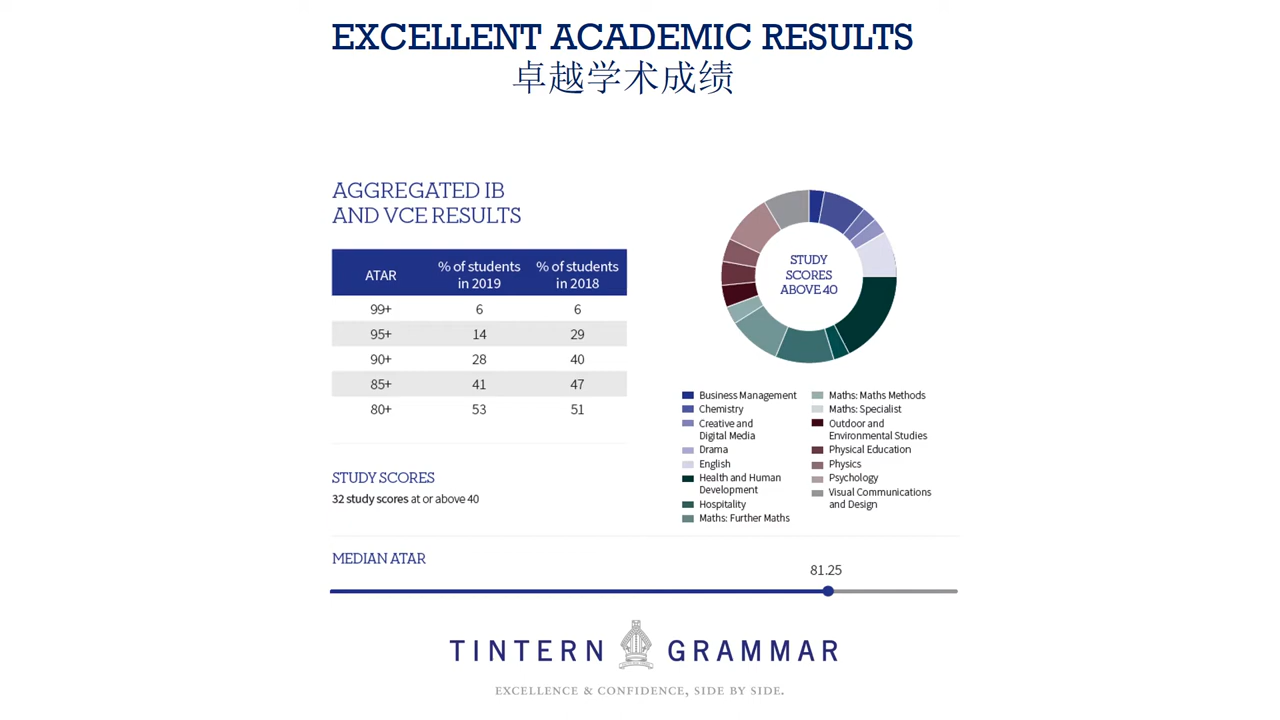 EXCELLENT ACADEMIC RESULTS
卓越学术成绩
AGGREGATED IB
AND VCE RESULTS
ATAR
% of students
in 2019
% of students
in 2018
99+ 6 6
95+ 14 29
90+ 28 40
85+ 41 47
80+ 53 51
STUDY SCORES
32 study scores at or above 40
STUDY
SCORES
ABOVE 40
Business Management
Chemistry
Creative and
Digital Media
Drama
English
Health and Human
Development
Hospitality
Maths: Further Maths
Maths: Maths Methods
Maths: Specialist
Outdoor and
Environmental Studies
Physical Education
Physics
Psychology
Visual Communications
and Design
MEDIAN ATAR
81.25
TINTERN GRAMMAR
EXCELLENCE & CONFIDENCE, SIDE BY SIDE.